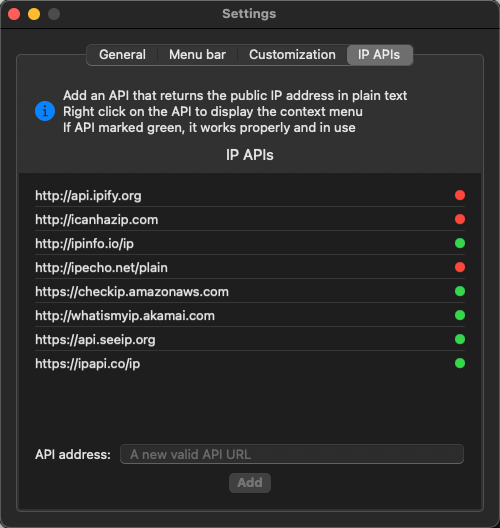 Settings
General
Menu bar
Customization
IP APIs
Add an API that returns the public IP address in plain text
Right click on the API to display the context menu
If API marked green, it works properly and in use
IP APIs
http://api.ipify.org
http://icanhazip.com
http://ipinfo.io/ip
http://ipecho.net/plain
https://checkip.amazonaws.com
http://whatismyip.akamai.com
https://api.seeip.org
https://ipapi.co/ip
API address: A new valid API URL
Add